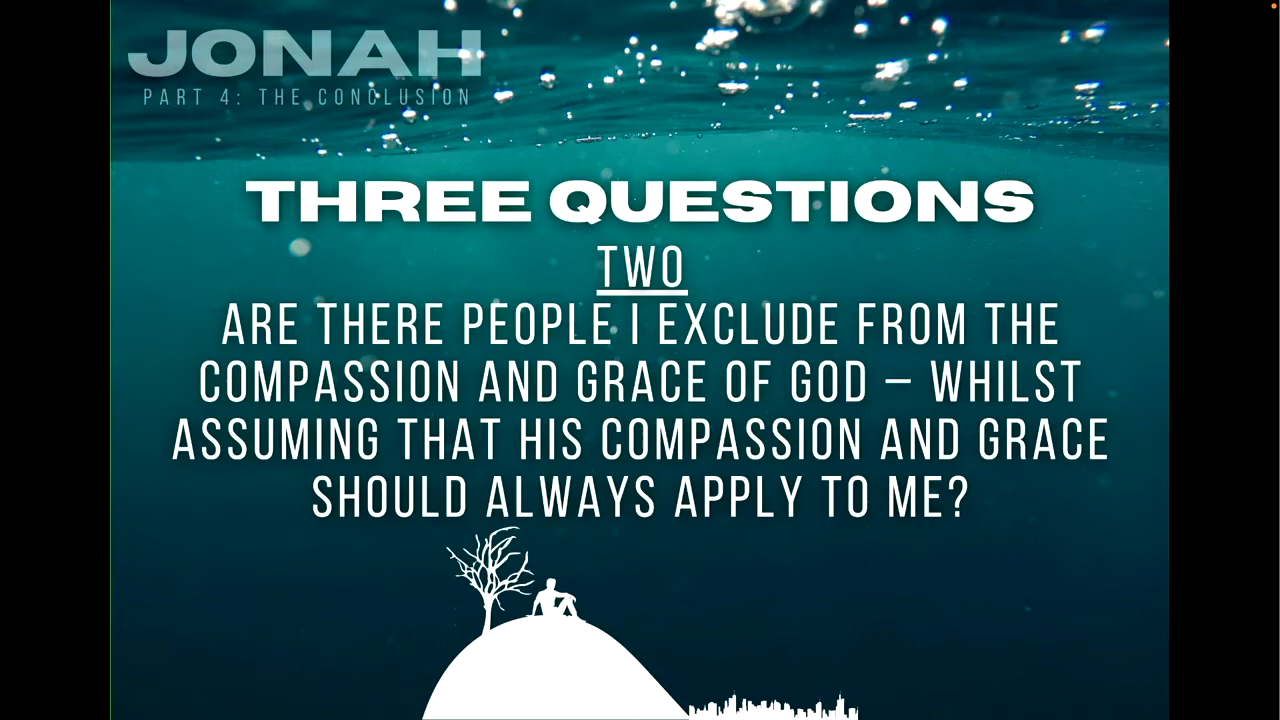 JONAH
PART 4: THE CONCLUSION
THREE QUESTIONS
TWO
ARE THERE PEOPLE I EXCLUDE FROM THE
COMPASSION AND GRACE OF GOD – WHILST
ASSUMING THAT HIS COMPASSION AND GRACE
SHOULD ALWAYS APPLY TO ME?